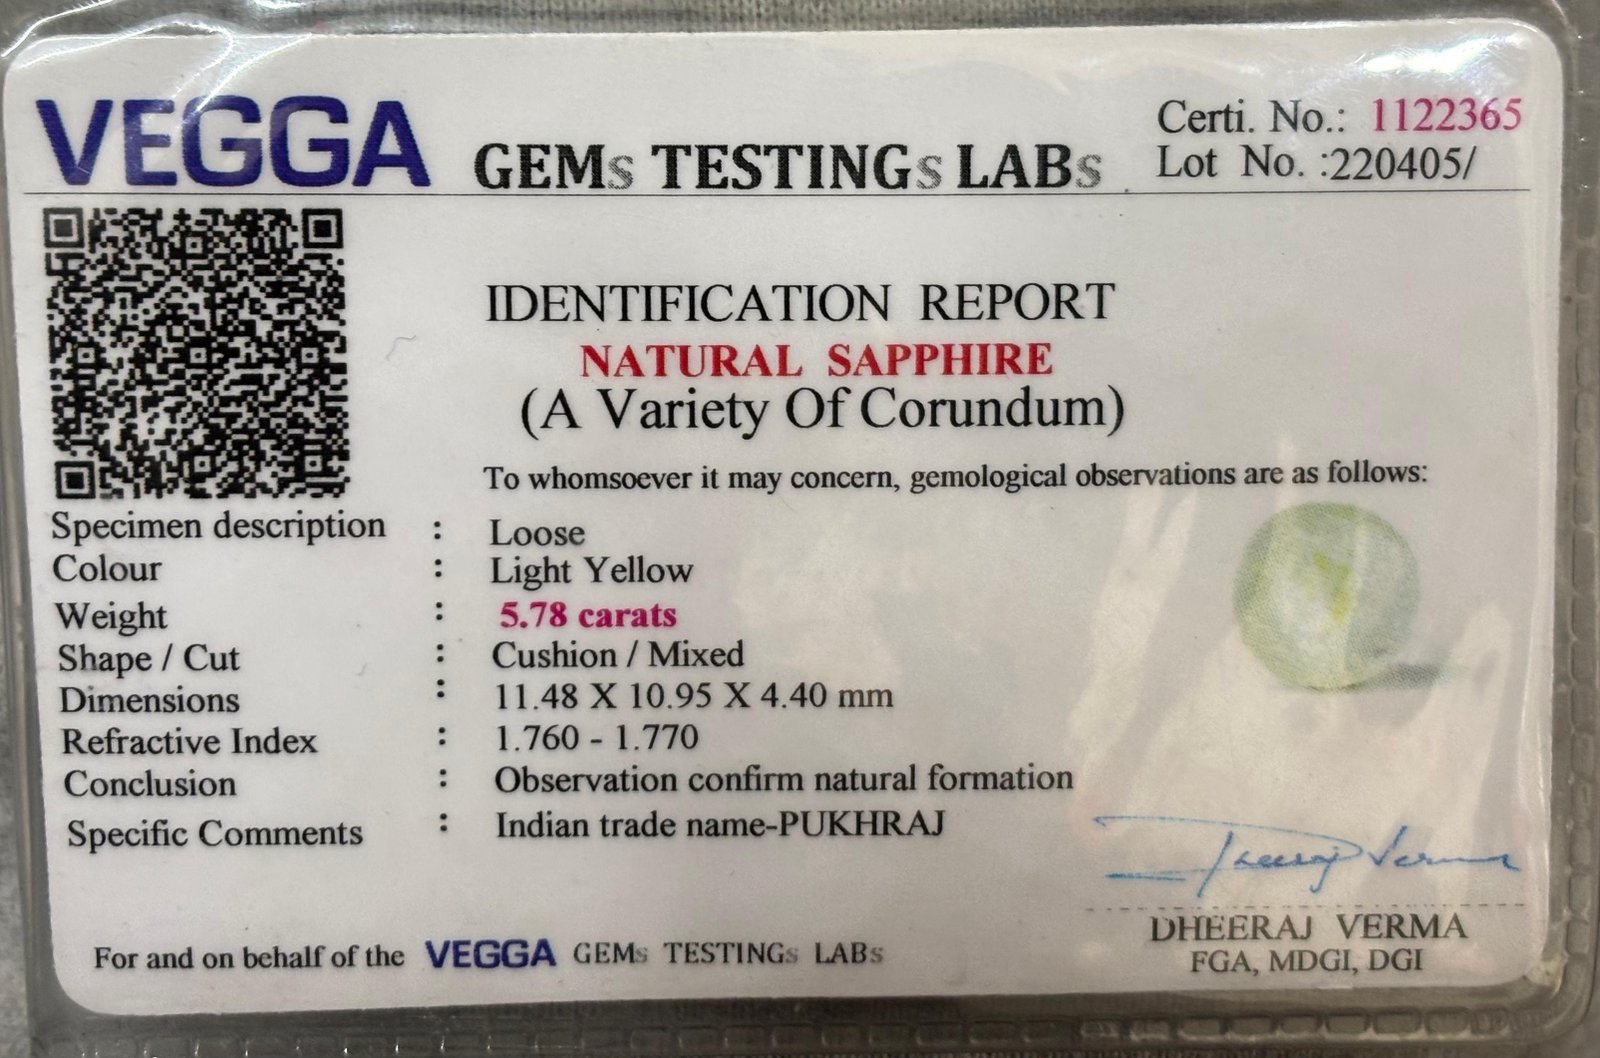 VEGGA GEMs TESTINGs LABs
Certi. No.: 1122365
Lot No. :220405/
IDENTIFICATION REPORT
NATURAL SAPPHIRE
(A Variety Of Corundum)
To whomsoever it may concern, gemological observations are as follows:
Specimen description : Loose
Colour : Light Yellow
Weight : 5.78 carats
Shape / Cut : Cushion / Mixed
Dimensions : 11.48 X 10.95 X 4.40 mm
Refractive Index : 1.760 - 1.770
Conclusion : Observation confirm natural formation
Specific Comments : Indian trade name-PUKHRAJ
Dheeraj Verma
DHEERAJ VERMA
FGA, MDGI, DGI
For and on behalf of the VEGGA GEMs TESTINGs LABs